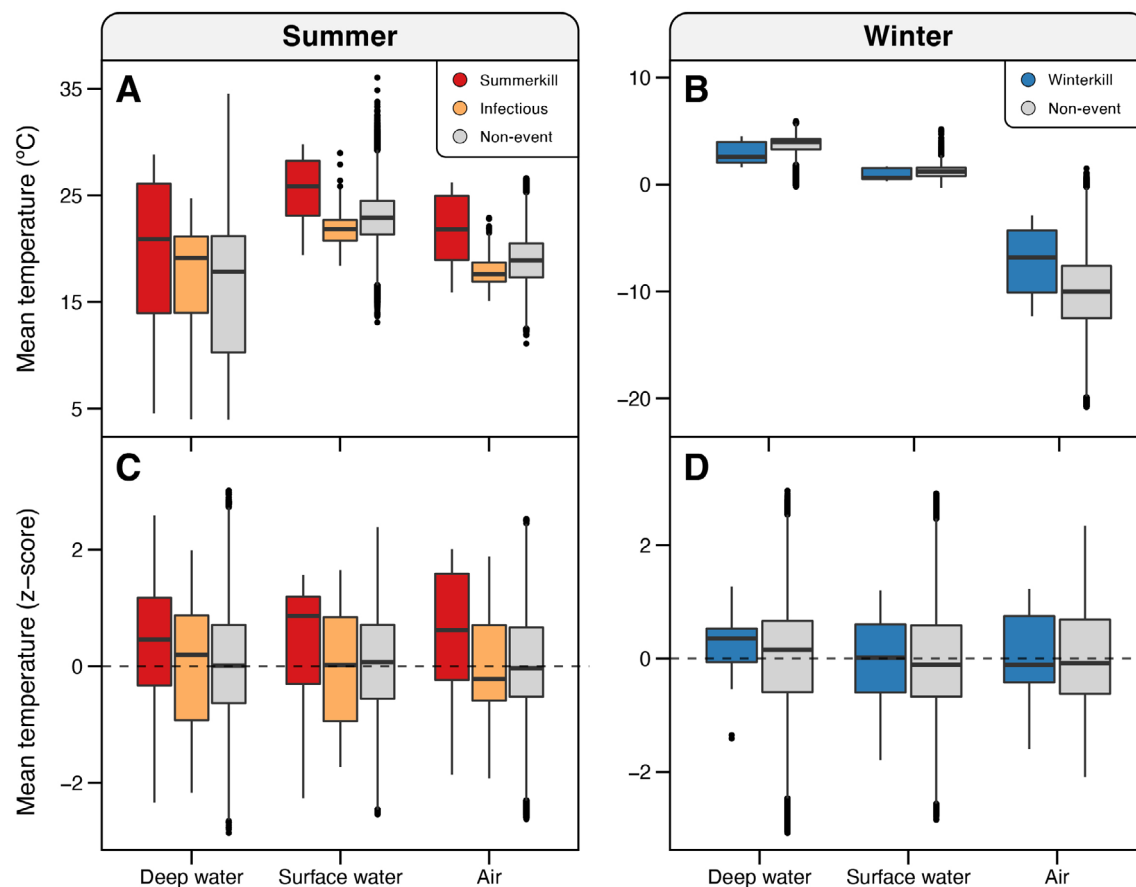 Summer
Winter
A
Summerkill
Infectious
Non-event
B
Winterkill
Non-event
Mean temperature (°C)
35
25
15
5
10
0
−10
−20
C
D
Mean temperature (z−score)
2
0
−2
2
0
−2
Deep water
Surface water
Air
Deep water
Surface water
Air